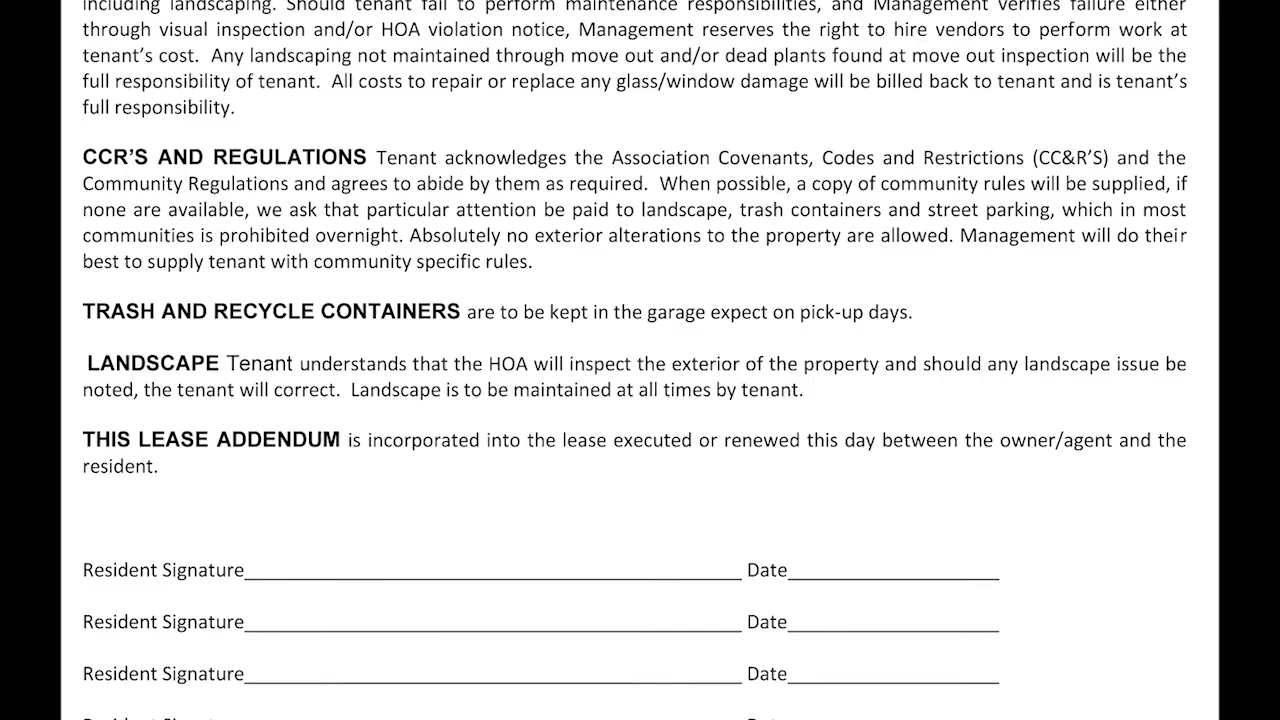 including landscaping. Should tenant fail to perform maintenance responsibilities, and Management verifies failure either
through visual inspection and/or HOA violation notice, Management reserves the right to hire vendors to perform work at
tenant’s cost. Any landscaping not maintained through move out and/or dead plants found at move out inspection will be the
full responsibility of tenant. All costs to repair or replace any glass/window damage will be billed back to tenant and is tenant’s
full responsibility.
CCR’S AND REGULATIONS Tenant acknowledges the Association Covenants, Codes and Restrictions (CC&R’S) and the
Community Regulations and agrees to abide by them as required. When possible, a copy of community rules will be supplied, if
none are available, we ask that particular attention be paid to landscape, trash containers and street parking, which in most
communities is prohibited overnight. Absolutely no exterior alterations to the property are allowed. Management will do their
best to supply tenant with community specific rules.
TRASH AND RECYCLE CONTAINERS are to be kept in the garage expect on pick-up days.
LANDSCAPE Tenant understands that the HOA will inspect the exterior of the property and should any landscape issue be
noted, the tenant will correct. Landscape is to be maintained at all times by tenant.
THIS LEASE ADDENDUM is incorporated into the lease executed or renewed this day between the owner/agent and the
resident.
Resident Signature Date
Resident Signature Date
Resident Signature Date